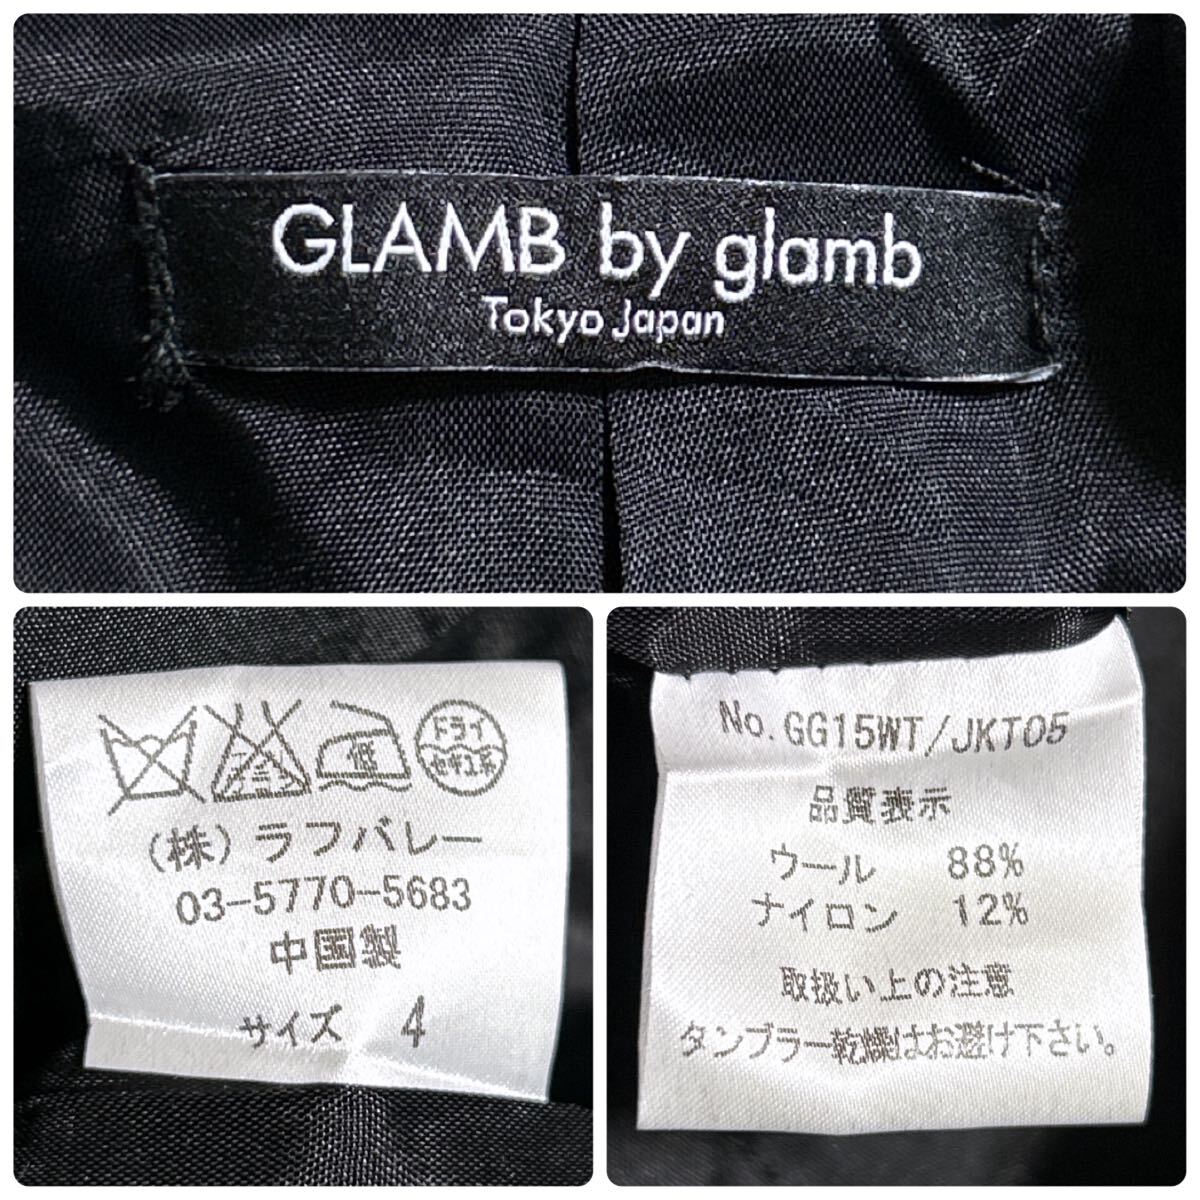 GLAMB by glamb
Tokyo Japan
低
ドライ
セキユ系
(株)ラフバレー
03-5770-5683
中国製
サイズ 4
No.GG15WT/JKT05
品質表示
ウール 88%
ナイロン 12%
取扱い上の注意
タンブラー乾燥はお避け下さい。